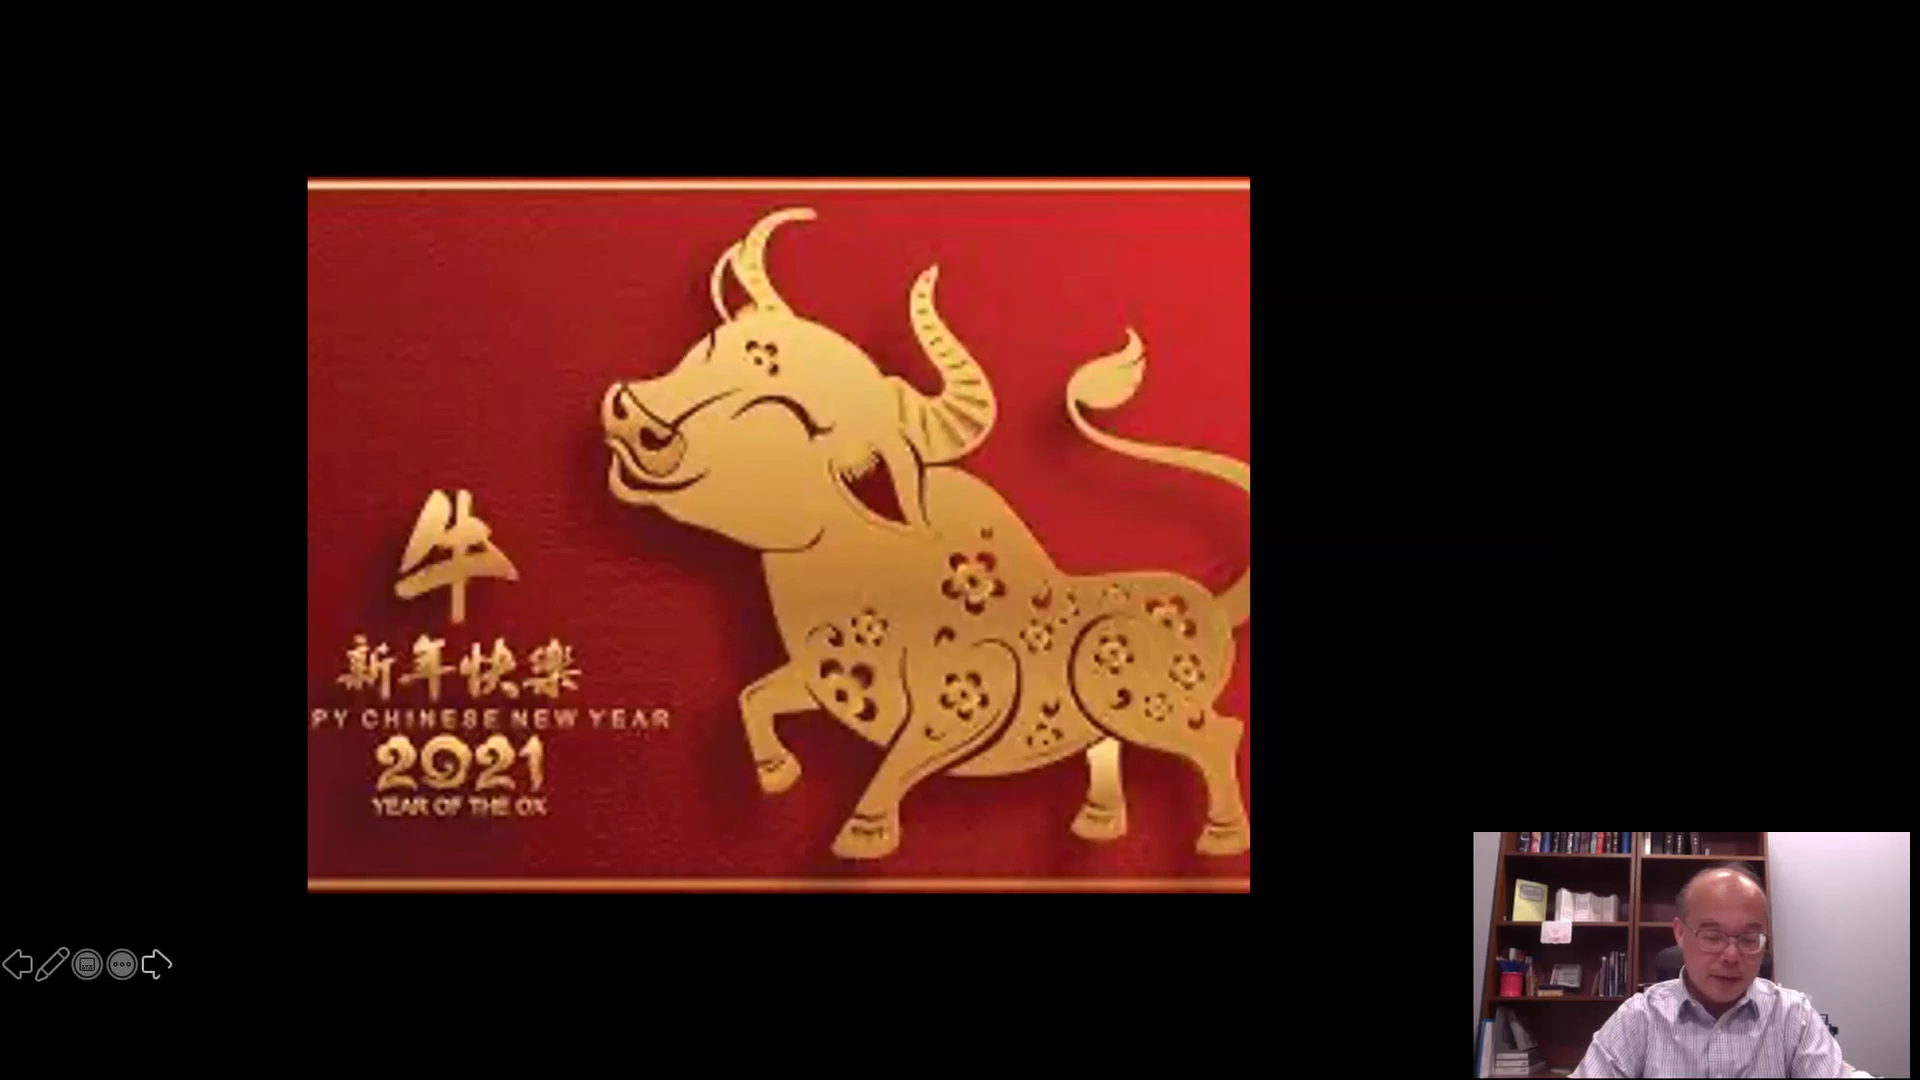 牛
新年快樂
PY CHINESE NEW YEAR
2021
YEAR OF THE OX